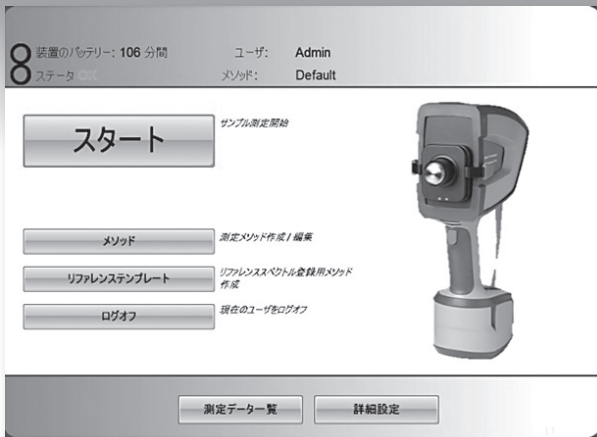 装置のバッテリー: 106 分間
ユーザ: Admin
ステータ OK
メソッド: Default
スタート
サンプル測定開始
メソッド
測定メソッド作成 / 編集
リファレンステンプレート
リファレンススペクトル登録用メソッド
作成
ログオフ
現在のユーザをログオフ
測定データ一覧
詳細設定